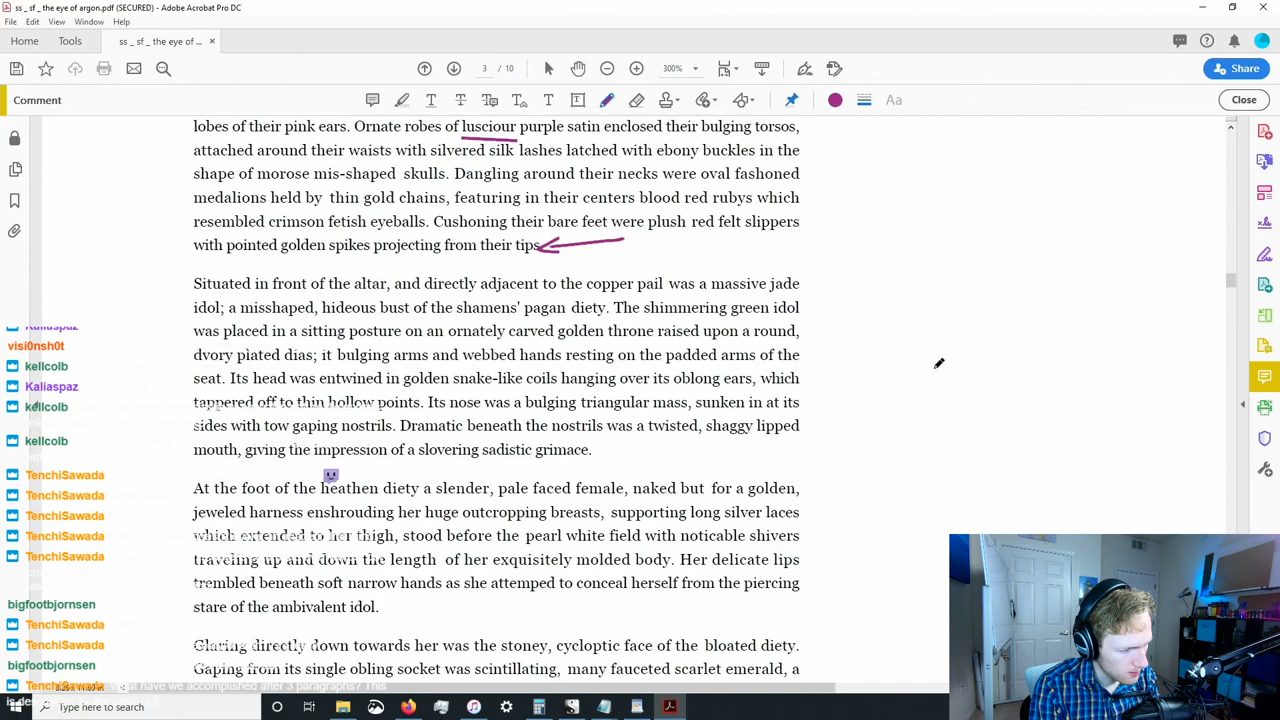 ss _ sf _ the eye of argon.pdf (SECURED) - Adobe Acrobat Pro DC
File Edit View Window Help
Home Tools ss _ sf _ the eye of ... ×
3 / 10 300% Share
Comment Aa Close
lobes of their pink ears. Ornate robes of lusciour purple satin enclosed their bulging torsos,
attached around their waists with silvered silk lashes latched with ebony buckles in the
shape of morose mis-shaped skulls. Dangling around their necks were oval fashoned
medalions held by thin gold chains, featuring in their centers blood red rubys which
resembled crimson fetish eyeballs. Cushoning their bare feet were plush red felt slippers
with pointed golden spikes projecting from their tips
Situated in front of the altar, and directly adjacent to the copper pail was a massive jade
idol; a misshaped, hideous bust of the shamens' pagan diety. The shimmering green idol
was placed in a sitting posture on an ornrely carved golden throne raised upon a round,
dvory plated dias; it bulging arms and webbed hands resting on the padded arms of the
seat. Its head was entwined in golden snake-like coils hanging over its oblong ears, which
tappered off to thin hollow points. Its nose was a bulging triangular mass, sunken in at its
sides with tow gaping nostrils. Dramatic beneath the nostrils was a twisted, shaggy lipped
mouth, giving the impression of a slovering sadistic grimace.
At the foot of the heathen diety a slender, pale faced female, naked but for a golden,
jeweled harness enshrouding her huge outcropping breasts, supporting long silver laces
which extended to her thigh, stood before the pearl white field with noticable shivers
traveling up and down the length of her exquisitely molded body. Her delicate lips
trembled beneath soft narrow hands as she attemped to conceal herself from the piercing
stare of the ambivalent idol.
Glaring directly down towards her was the stoney, cycloptic face of the bloated diety.
Gaping from its single obling socket was scintillating, many fauceted scarlet emerald, a
Kaliaspaz
visi0nsh0t
kellcolb
Kaliaspaz
kellcolb
kellcolb
TenchiSawada
TenchiSawada
TenchiSawada
TenchiSawada
TenchiSawada
bigfootbjornsen
TenchiSawada
TenchiSawada
bigfootbjornsen
TenchiSawada What have we accomplished after 3 paragraphs? This
is
Type here to search